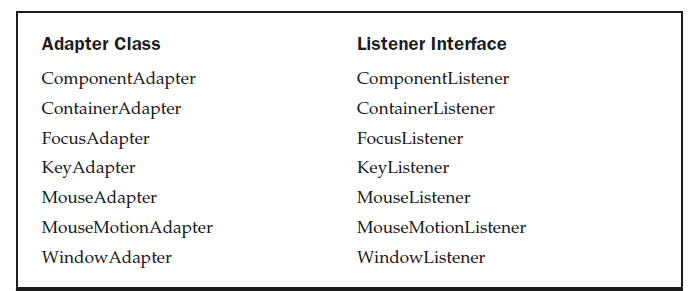 Adapter Class Listener Interface
ComponentAdapter ComponentListener
ContainerAdapter ContainerListener
FocusAdapter FocusListener
KeyAdapter KeyListener
MouseAdapter MouseListener
MouseMotionAdapter MouseMotionListener
WindowAdapter WindowListener